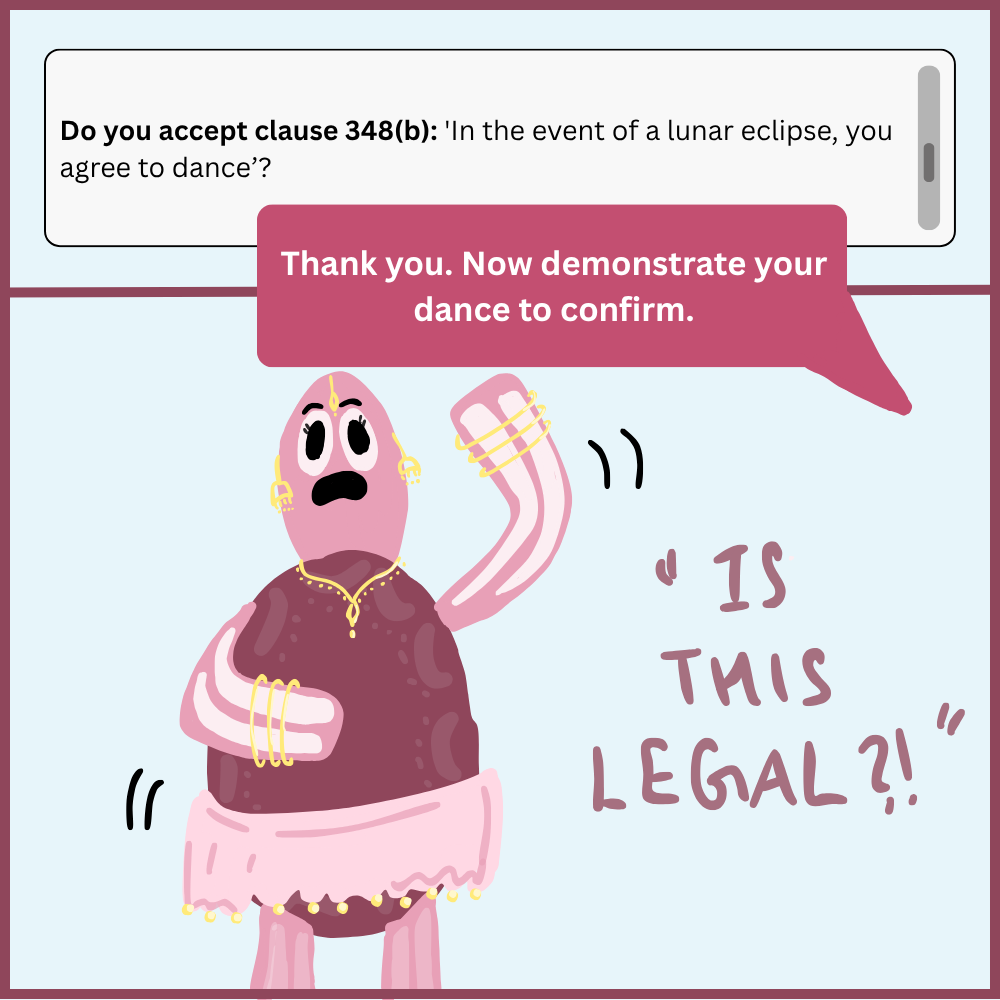 Do you accept clause 348(b): 'In the event of a lunar eclipse, you
agree to dance’?
Thank you. Now demonstrate your
dance to confirm.
" IS
THIS
LEGAL?! "